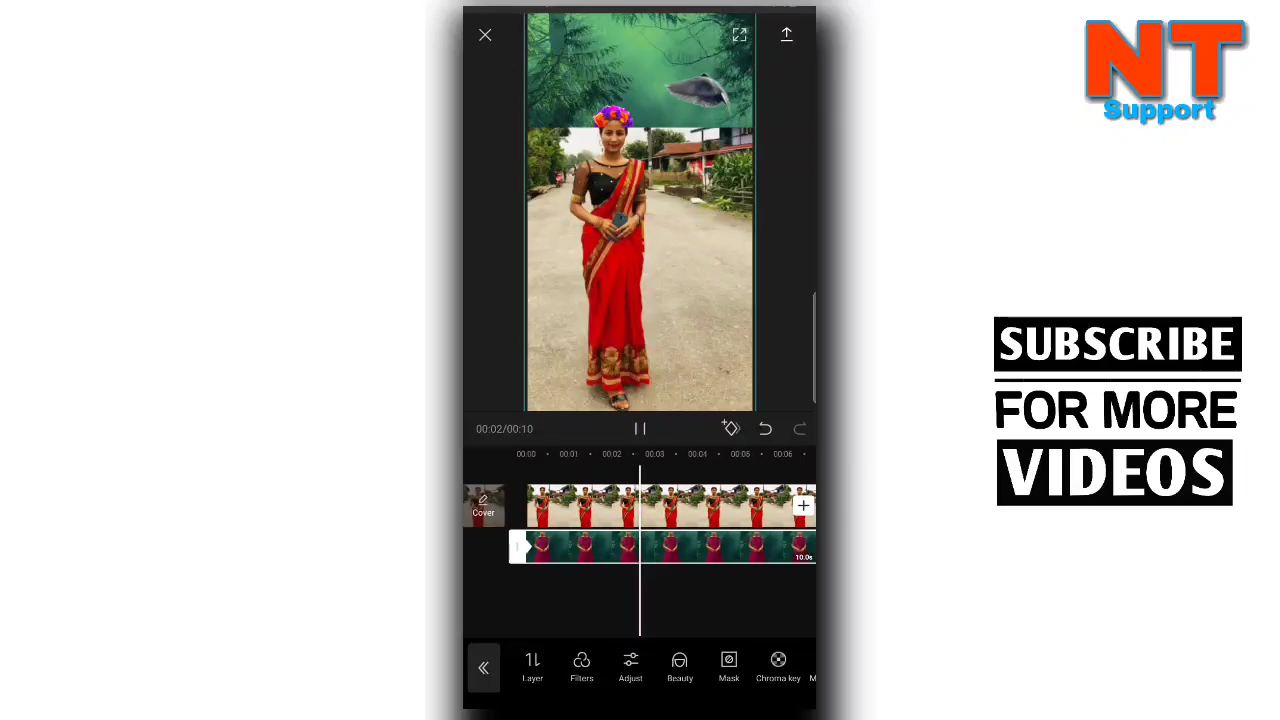 NT
Support
SUBSCRIBE
FOR MORE
VIDEOS
00:02/00:10
00:00 00:01 00:02 00:03 00:04 00:05 00:06
Cover
10.0s
Layer Filters Adjust Beauty Mask Chroma key M